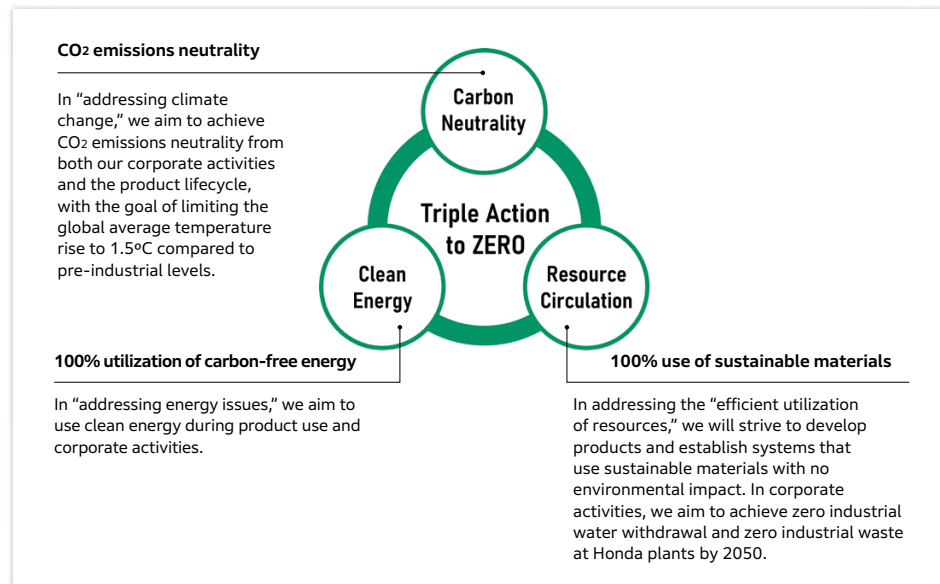 CO2 emissions neutrality
In “addressing climate
change,” we aim to achieve
CO2 emissions neutrality from
both our corporate activities
and the product lifecycle,
with the goal of limiting the
global average temperature
rise to 1.5ºC compared to
pre-industrial levels.
Carbon
Neutrality
Triple Action
to ZERO
Clean
Energy
Resource
Circulation
100% utilization of carbon-free energy
In “addressing energy issues,” we aim to
use clean energy during product use and
corporate activities.
100% use of sustainable materials
In addressing the “efficient utilization
of resources,” we will strive to develop
products and establish systems that
use sustainable materials with no
environmental impact. In corporate
activities, we aim to achieve zero industrial
water withdrawal and zero industrial waste
at Honda plants by 2050.